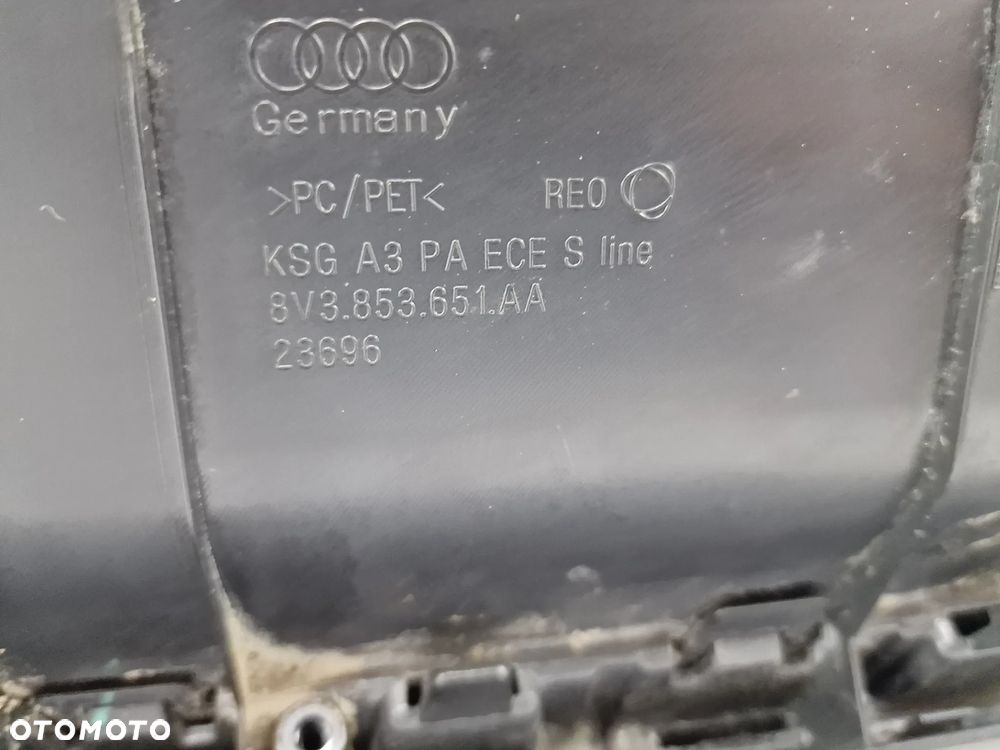 Germany
>PC/PET< REO
KSG A3 PA ECE S line
8V3.853.651.AA
23696
OTOMOTO